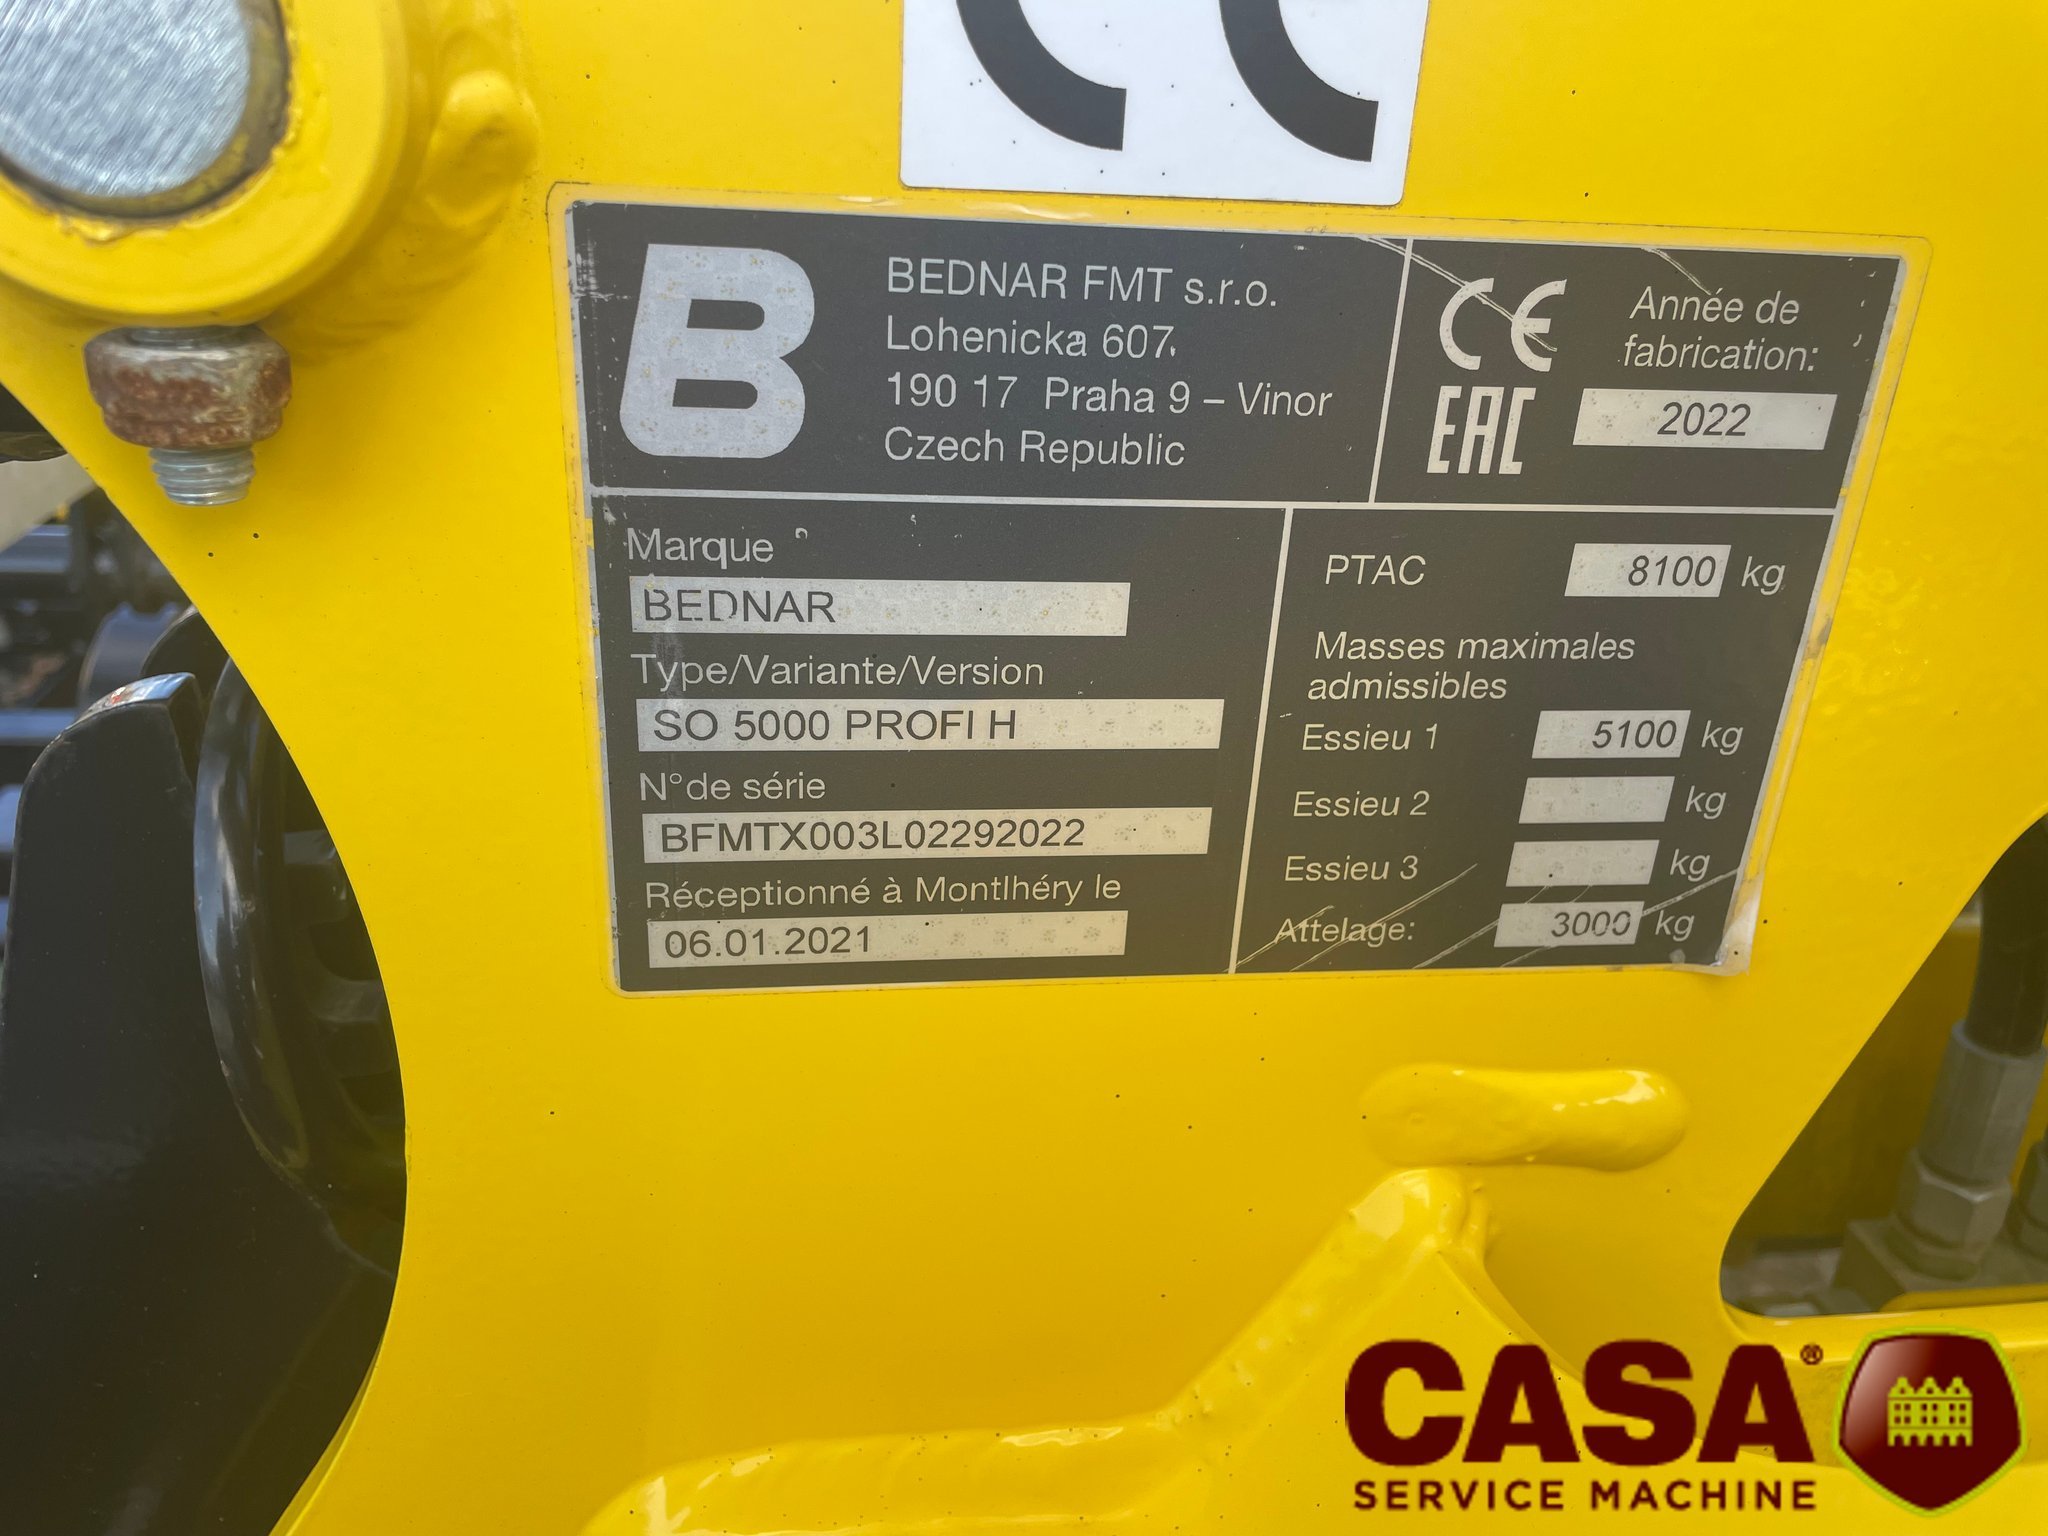 CE
B
BEDNAR FMT s.r.o.
Lohenicka 607,
190 17 Praha 9 – Vinor
Czech Republic
CE
EAC
Année de
fabrication:
2022
Marque
BEDNAR
Type/Variante/Version
SO 5000 PROFI H
N°de série
BFMTX003L02292022
Réceptionné à Montlhéry le
06.01.2021
PTAC 8100 kg
Masses maximales
admissibles
Essieu 1 5100 kg
Essieu 2 kg
Essieu 3 kg
Attelage: 3000 kg
CASA®
SERVICE MACHINE